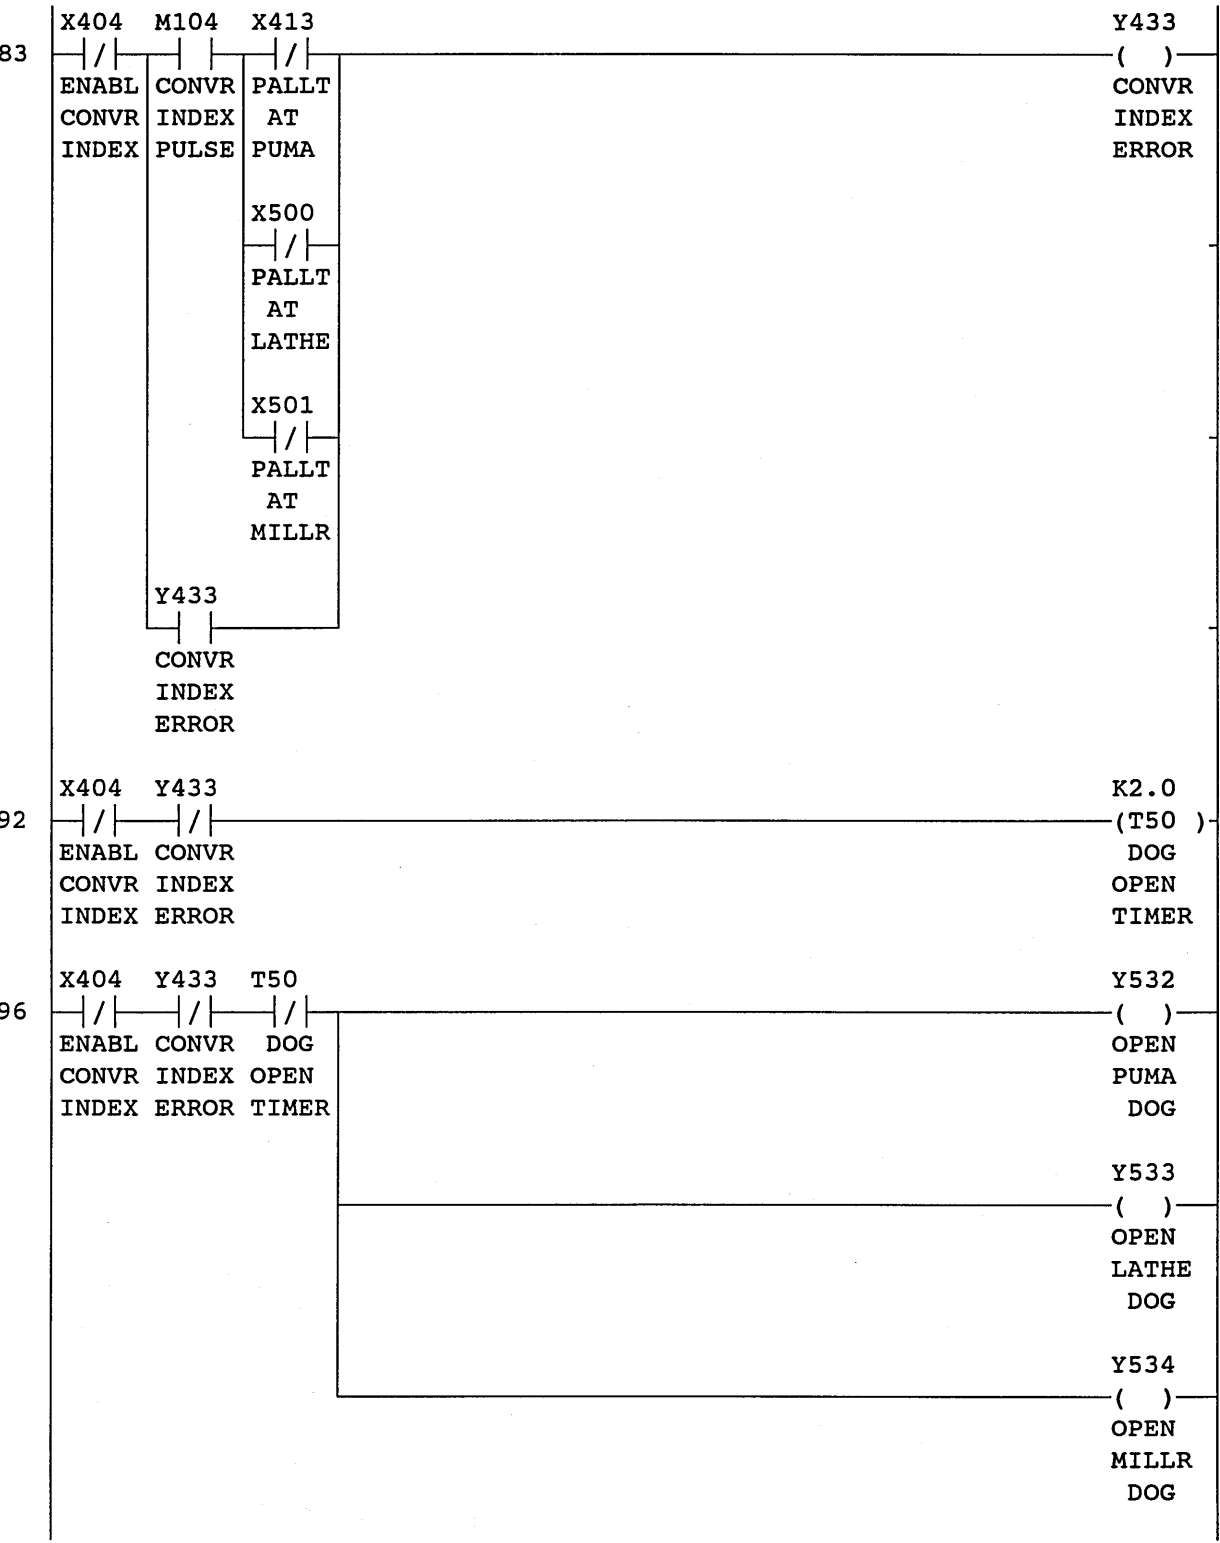 X404 M104 X413 Y433
83 ( )
ENABL CONVR PALLT CONVR
CONVR INDEX AT INDEX
INDEX PULSE PUMA ERROR
X500
PALLT
AT
LATHE
X501
PALLT
AT
MILLR
Y433
CONVR
INDEX
ERROR
X404 Y433 K2.0
92 (T50 )
ENABL CONVR DOG
CONVR INDEX OPEN
INDEX ERROR TIMER
X404 Y433 T50 Y532
96 ( )
ENABL CONVR DOG OPEN
CONVR INDEX OPEN PUMA
INDEX ERROR TIMER DOG
Y533
( )
OPEN
LATHE
DOG
Y534
( )
OPEN
MILLR
DOG